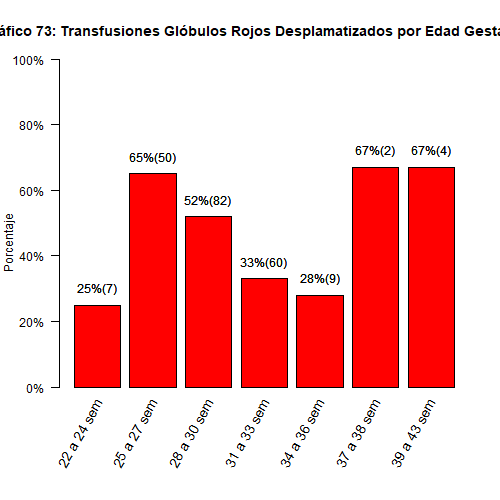 áfico 73: Transfusiones Glóbulos Rojos Desplamatizados por Edad Gesta
100%
80%
60%
40%
20%
0%
Porcentaje
25%(7)
65%(50)
52%(82)
33%(60)
28%(9)
67%(2)
67%(4)
22 a 24 sem
25 a 27 sem
28 a 30 sem
31 a 33 sem
34 a 36 sem
37 a 38 sem
39 a 43 sem